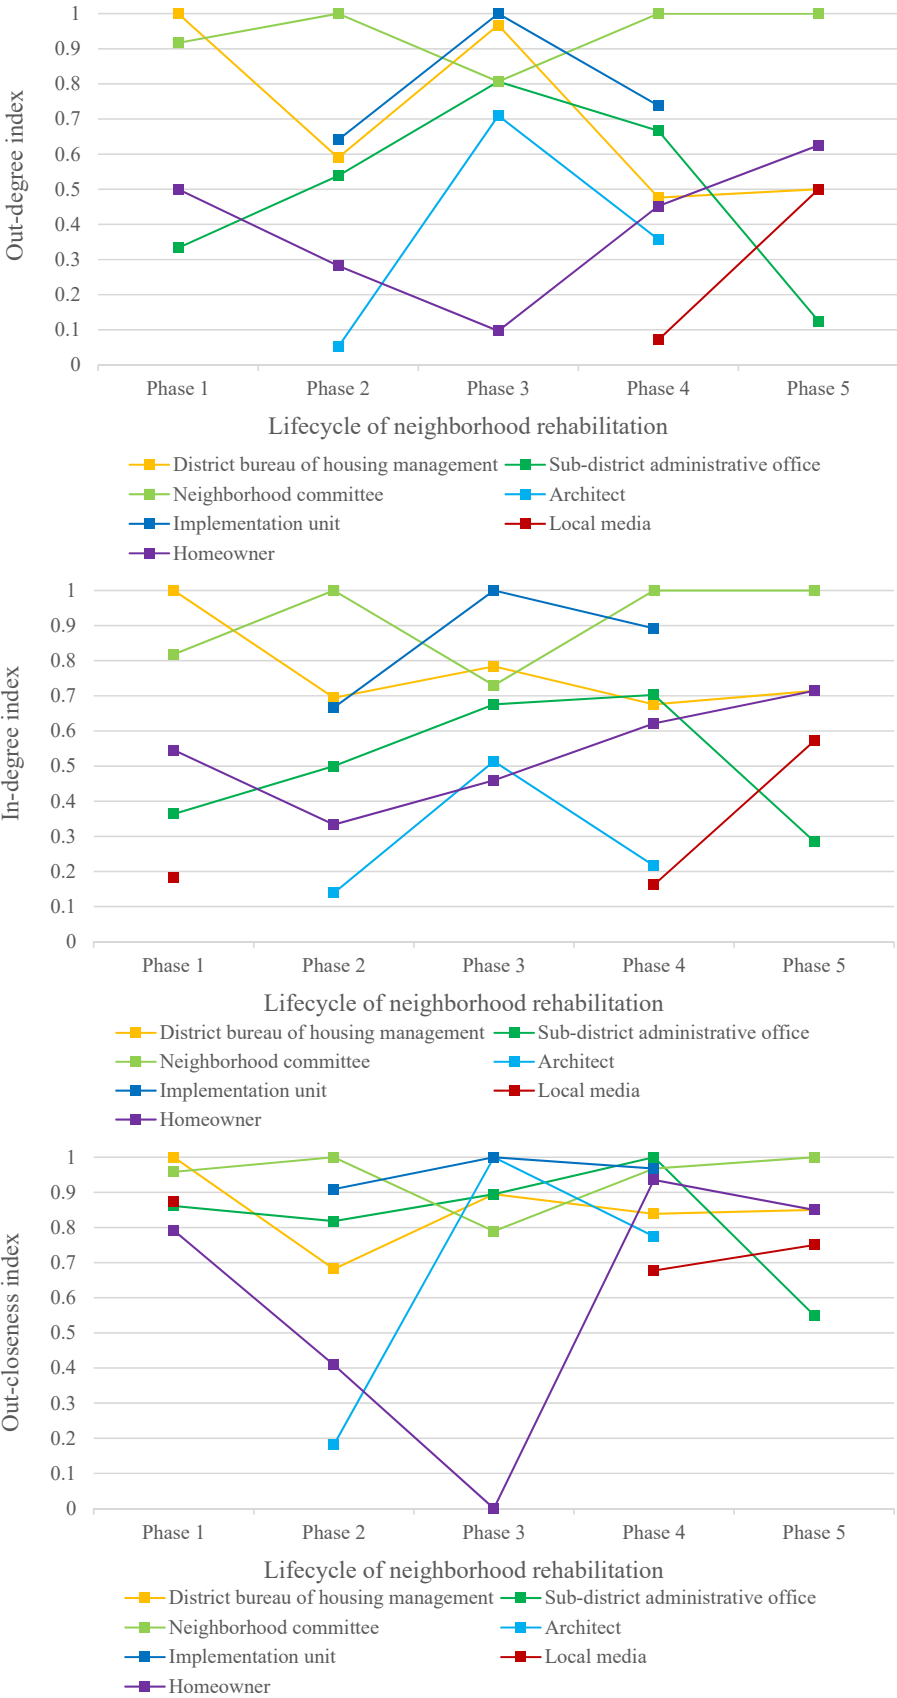 1
0.9
0.8
0.7
0.6
0.5
0.4
0.3
0.2
0.1
0
Out-degree index
Phase 1 Phase 2 Phase 3 Phase 4 Phase 5
Lifecycle of neighborhood rehabilitation
District bureau of housing management Sub-district administrative office
Neighborhood committee Architect
Implementation unit Local media
Homeowner
1
0.9
0.8
0.7
0.6
0.5
0.4
0.3
0.2
0.1
0
In-degree index
Phase 1 Phase 2 Phase 3 Phase 4 Phase 5
Lifecycle of neighborhood rehabilitation
District bureau of housing management Sub-district administrative office
Neighborhood committee Architect
Implementation unit Local media
Homeowner
1
0.9
0.8
0.7
0.6
0.5
0.4
0.3
0.2
0.1
0
Out-closeness index
Phase 1 Phase 2 Phase 3 Phase 4 Phase 5
Lifecycle of neighborhood rehabilitation
District bureau of housing management Sub-district administrative office
Neighborhood committee Architect
Implementation unit Local media
Homeowner